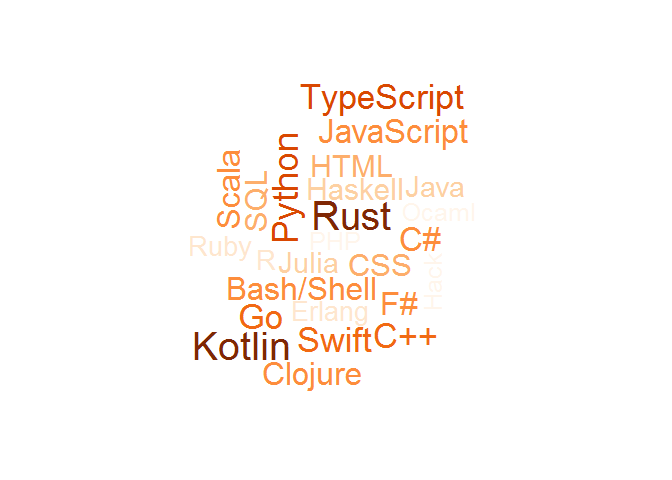 TypeScript
JavaScript
Python
HTML
Scala
SQL
Haskell
Java
Ocaml
Rust
C#
PHP
Ruby
R
Julia
CSS
Hack
Bash/Shell
F#
Erlang
Go
Kotlin
Swift
C++
Clojure